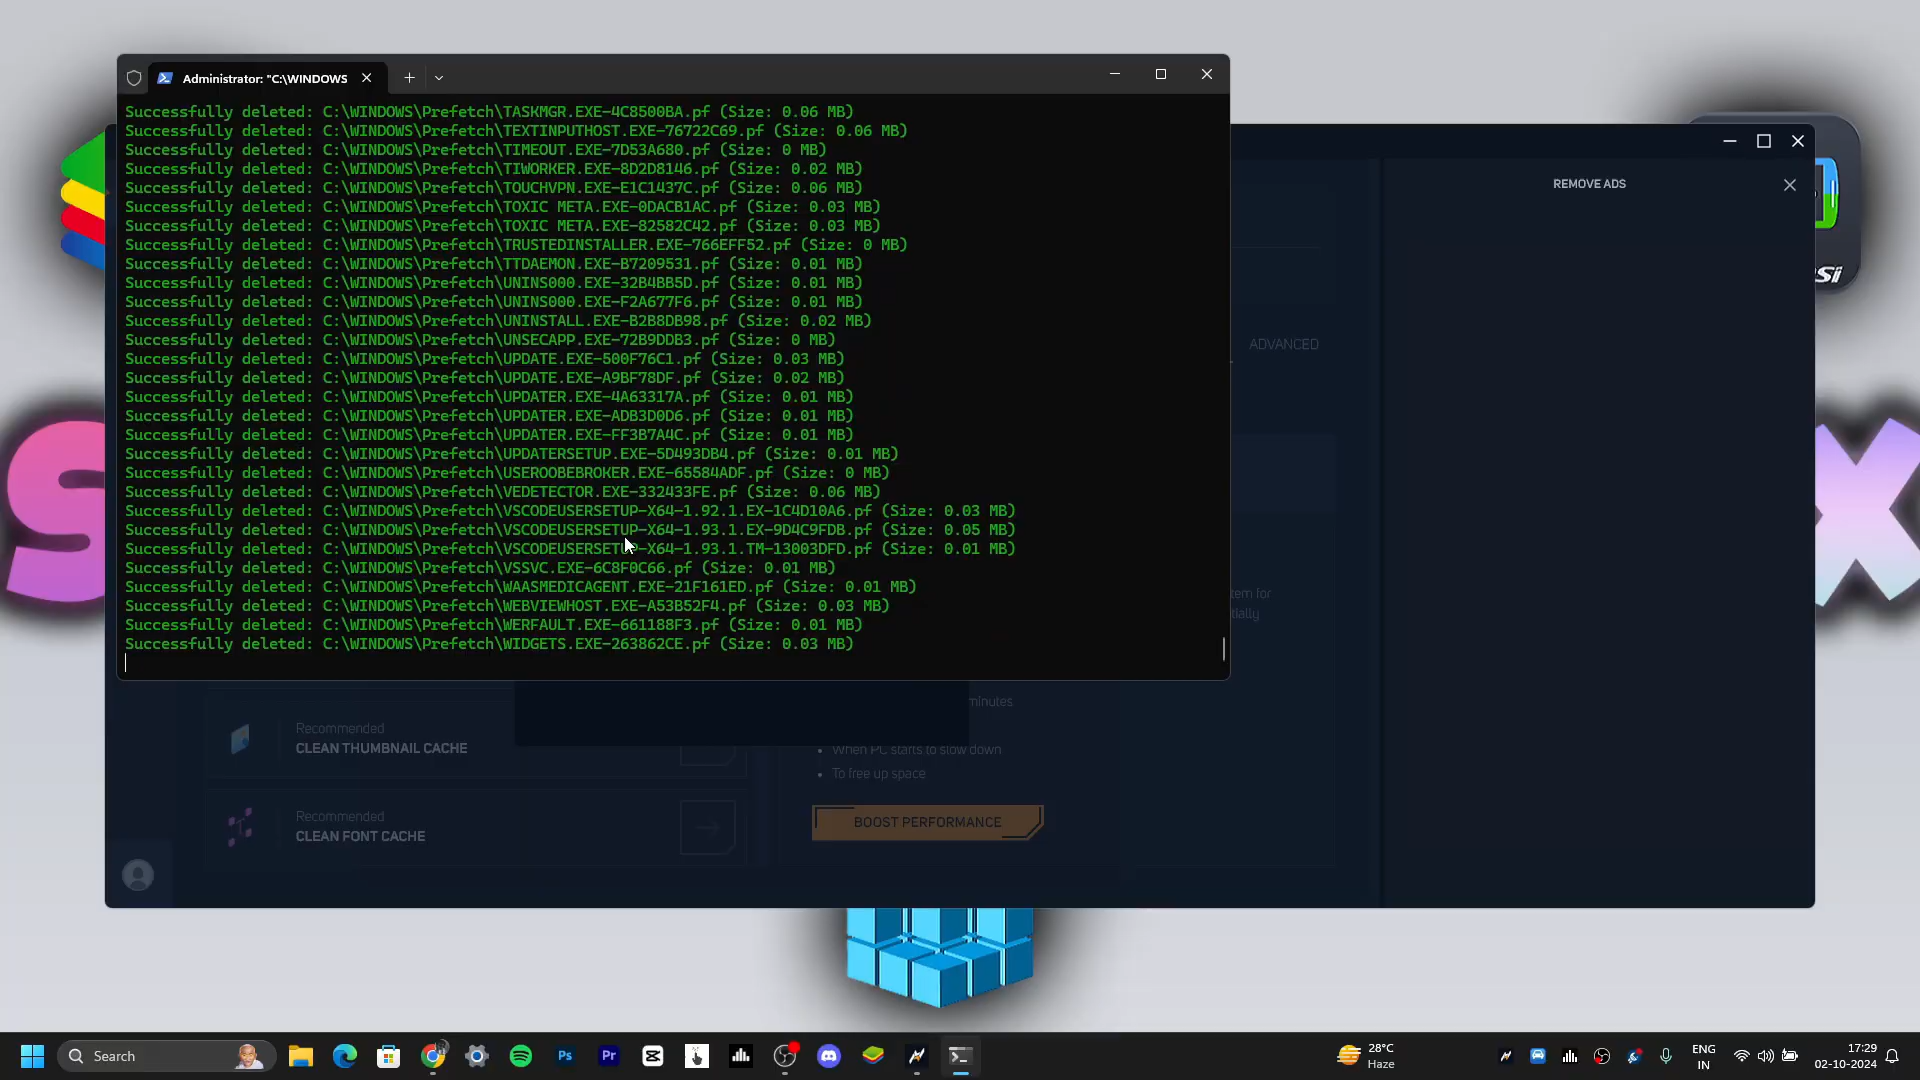 Administrator: "C:\WINDOWS
Successfully deleted: C:\WINDOWS\Prefetch\TASKMGR.EXE-4C8500BA.pf (Size: 0.06 MB)
Successfully deleted: C:\WINDOWS\Prefetch\TEXTINPUTHOST.EXE-76722C69.pf (Size: 0.06 MB)
Successfully deleted: C:\WINDOWS\Prefetch\TIMEOUT.EXE-7D53A680.pf (Size: 0 MB)
Successfully deleted: C:\WINDOWS\Prefetch\TIWORKER.EXE-8D2D8146.pf (Size: 0.02 MB)
Successfully deleted: C:\WINDOWS\Prefetch\TOUCHVPN.EXE-E1C1437C.pf (Size: 0.06 MB)
Successfully deleted: C:\WINDOWS\Prefetch\TOXIC META.EXE-0DACB1AC.pf (Size: 0.03 MB)
Successfully deleted: C:\WINDOWS\Prefetch\TOXIC META.EXE-82582C42.pf (Size: 0.03 MB)
Successfully deleted: C:\WINDOWS\Prefetch\TRUSTEDINSTALLER.EXE-766EFF52.pf (Size: 0 MB)
Successfully deleted: C:\WINDOWS\Prefetch\TTDAEMON.EXE-B7209531.pf (Size: 0.01 MB)
Successfully deleted: C:\WINDOWS\Prefetch\UNINS000.EXE-32B4BB5D.pf (Size: 0.01 MB)
Successfully deleted: C:\WINDOWS\Prefetch\UNINS000.EXE-F2A677F6.pf (Size: 0.01 MB)
Successfully deleted: C:\WINDOWS\Prefetch\UNINSTALL.EXE-B2B8DB98.pf (Size: 0.02 MB)
Successfully deleted: C:\WINDOWS\Prefetch\UNSECAPP.EXE-72B9DDB3.pf (Size: 0 MB)
Successfully deleted: C:\WINDOWS\Prefetch\UPDATE.EXE-500F76C1.pf (Size: 0.03 MB)
Successfully deleted: C:\WINDOWS\Prefetch\UPDATE.EXE-A9BF78DF.pf (Size: 0.02 MB)
Successfully deleted: C:\WINDOWS\Prefetch\UPDATER.EXE-4A63317A.pf (Size: 0.01 MB)
Successfully deleted: C:\WINDOWS\Prefetch\UPDATER.EXE-ADB3D0D6.pf (Size: 0.01 MB)
Successfully deleted: C:\WINDOWS\Prefetch\UPDATER.EXE-FF3B7A4C.pf (Size: 0.01 MB)
Successfully deleted: C:\WINDOWS\Prefetch\UPDATERSETUP.EXE-5D493DB4.pf (Size: 0.01 MB)
Successfully deleted: C:\WINDOWS\Prefetch\USEROOBEBROKER.EXE-65584ADF.pf (Size: 0 MB)
Successfully deleted: C:\WINDOWS\Prefetch\VEDETECTOR.EXE-332433FE.pf (Size: 0.06 MB)
Successfully deleted: C:\WINDOWS\Prefetch\VSCODEUSERSETUP-X64-1.92.1.EX-1C4D10A6.pf (Size: 0.03 MB)
Successfully deleted: C:\WINDOWS\Prefetch\VSCODEUSERSETUP-X64-1.93.1.EX-9D4C9FDB.pf (Size: 0.05 MB)
Successfully deleted: C:\WINDOWS\Prefetch\VSCODEUSERSETUP-X64-1.93.1.TM-13003DFD.pf (Size: 0.01 MB)
Successfully deleted: C:\WINDOWS\Prefetch\VSSVC.EXE-6C8F0C66.pf (Size: 0.01 MB)
Successfully deleted: C:\WINDOWS\Prefetch\WAASMEDICAGENT.EXE-21F161ED.pf (Size: 0.01 MB)
Successfully deleted: C:\WINDOWS\Prefetch\WEBVIEWHOST.EXE-A53B52F4.pf (Size: 0.03 MB)
Successfully deleted: C:\WINDOWS\Prefetch\WERFAULT.EXE-661188F3.pf (Size: 0.01 MB)
Successfully deleted: C:\WINDOWS\Prefetch\WIDGETS.EXE-263862CE.pf (Size: 0.03 MB)
REMOVE ADS
ADVANCED
tem for
tially
minutes
When PC starts to slow down
To free up space
BOOST PERFORMANCE
Recommended
CLEAN THUMBNAIL CACHE
Recommended
CLEAN FONT CACHE
S
X
Si
Search
Ps
Pr
28°C
Haze
ENG
IN
17:29
02-10-2024